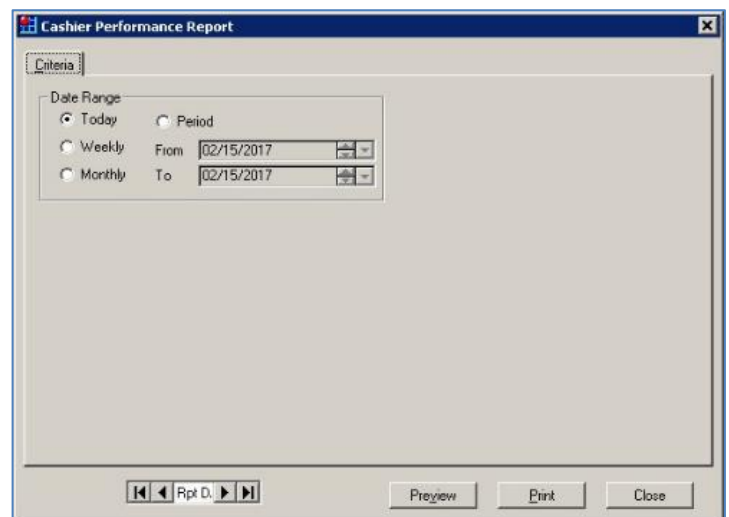 Cashier Performance Report
Criteria
Date Range
Today Period
Weekly From 02/15/2017
Monthly To 02/15/2017
Rpt D. Preview Print Close